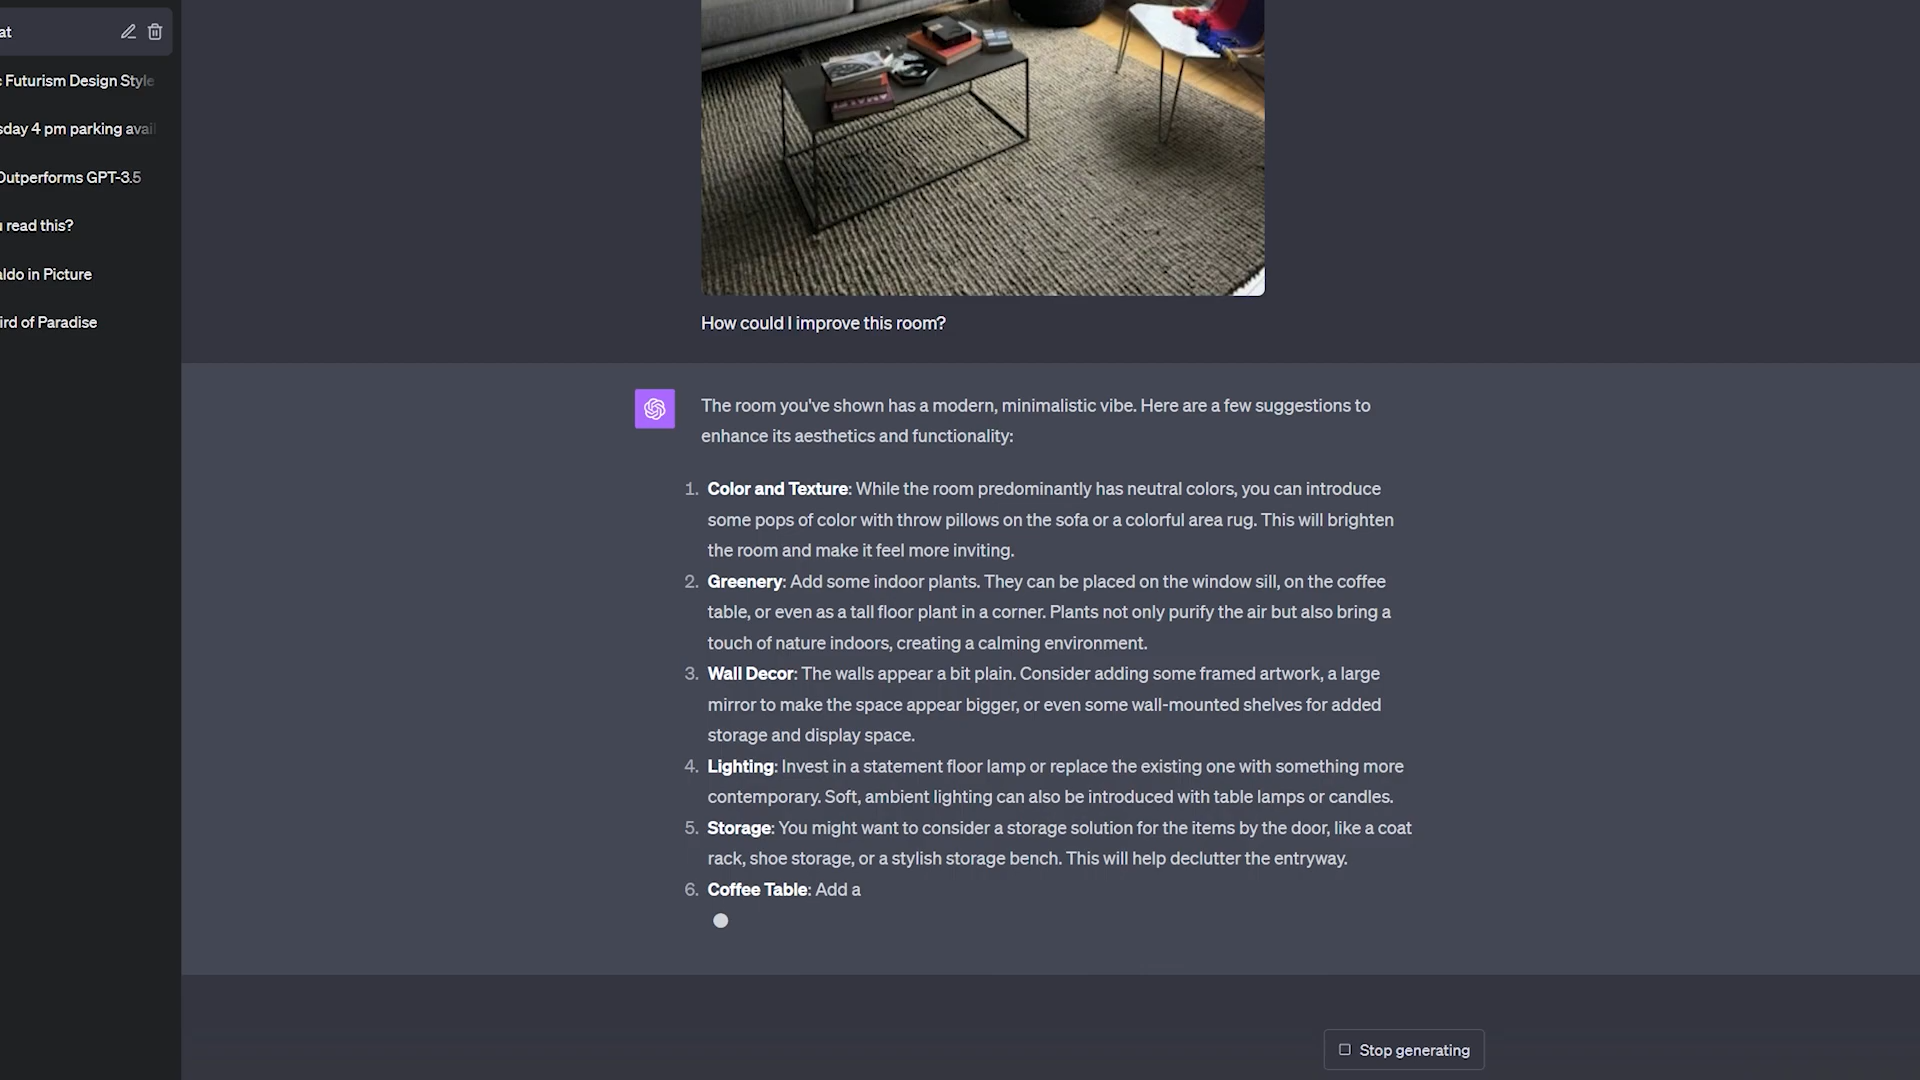 at
c Futurism Design Style
sday 4 pm parking avail
Outperforms GPT-3.5
u read this?
aldo in Picture
ird of Paradise
How could I improve this room?
The room you've shown has a modern, minimalistic vibe. Here are a few suggestions to
enhance its aesthetics and functionality:
1. Color and Texture: While the room predominantly has neutral colors, you can introduce
some pops of color with throw pillows on the sofa or a colorful area rug. This will brighten
the room and make it feel more inviting.
2. Greenery: Add some indoor plants. They can be placed on the window sill, on the coffee
table, or even as a tall floor plant in a corner. Plants not only purify the air but also bring a
touch of nature indoors, creating a calming environment.
3. Wall Decor: The walls appear a bit plain. Consider adding some framed artwork, a large
mirror to make the space appear bigger, or even some wall-mounted shelves for added
storage and display space.
4. Lighting: Invest in a statement floor lamp or replace the existing one with something more
contemporary. Soft, ambient lighting can also be introduced with table lamps or candles.
5. Storage: You might want to consider a storage solution for the items by the door, like a coat
rack, shoe storage, or a stylish storage bench. This will help declutter the entryway.
6. Coffee Table: Add a
Stop generating